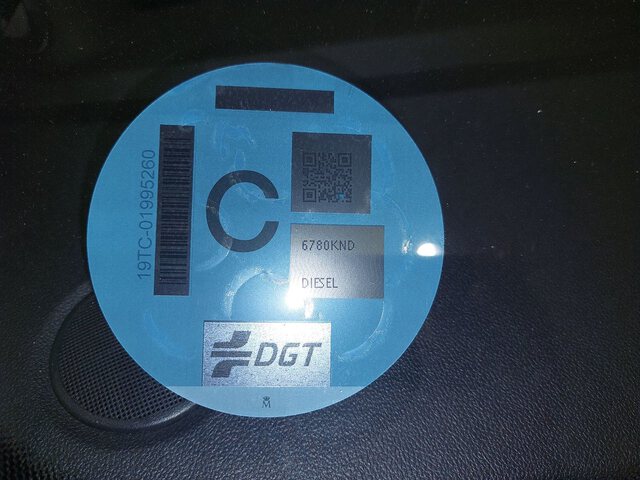 19TC-01995260
C
6780KND
DIESEL
DGT
M